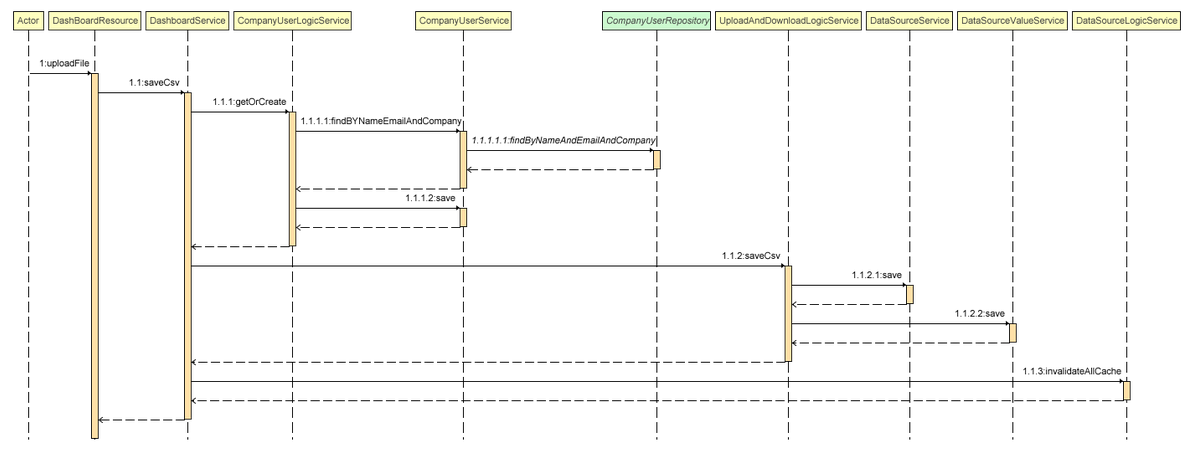 Actor
DashBoardResource
DashboardService
CompanyUserLogicService
CompanyUserService
CompanyUserRepository
UploadAndDownloadLogicService
DataSourceService
DataSourceValueService
DataSourceLogicService
1:uploadFile
1.1:saveCsv
1.1.1:getOrCreate
1.1.1.1:findBYNameEmailAndCompany
1.1.1.1.1:findByNameAndEmailAndCompany
1.1.1.2:save
1.1.2:saveCsv
1.1.2.1:save
1.1.2.2:save
1.1.3:invalidateAllCache